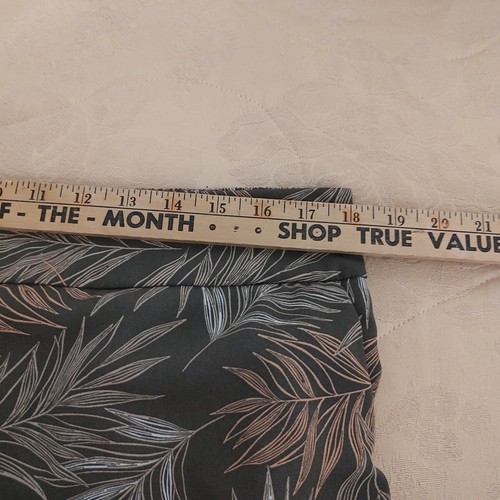 11 12 13 14 15 16 17 18 19 20 21
F - THE - MONTH • • • SHOP TRUE VALUE